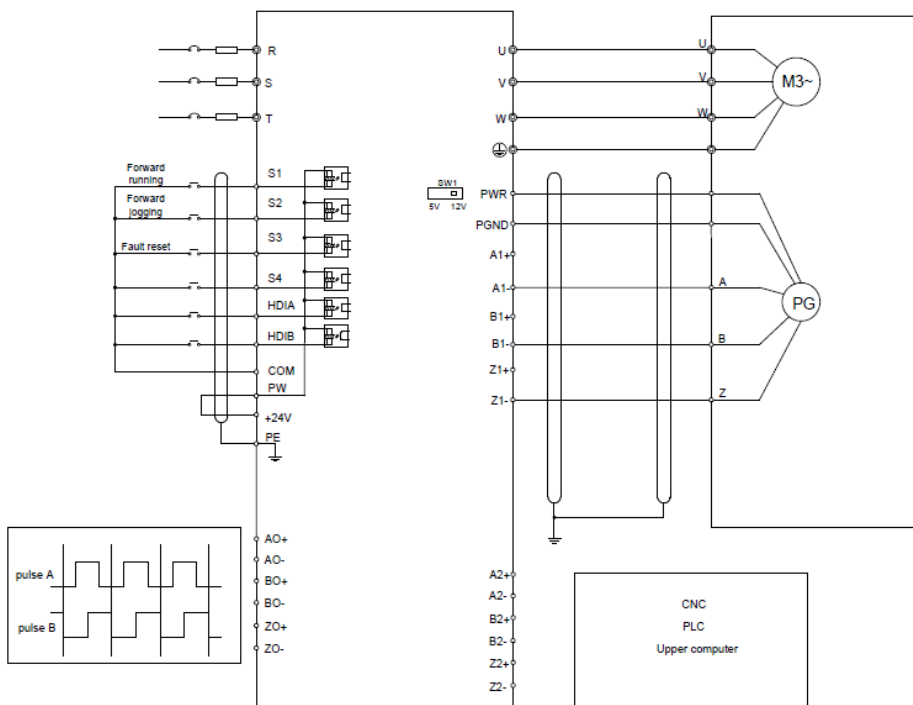 R
S
T
Forward
running
Forward
jogging
Fault reset
S1
S2
S3
S4
HDIA
HDIB
COM
PW
+24V
PE
U
V
W
SW1
5V 12V
PWR
PGND
A1+
A1-
B1+
B1-
Z1+
Z1-
U
V
W
M3~
A
B
Z
PG
pulse A
pulse B
AO+
AO-
BO+
BO-
ZO+
ZO-
A2+
A2-
B2+
B2-
Z2+
Z2-
CNC
PLC
Upper computer